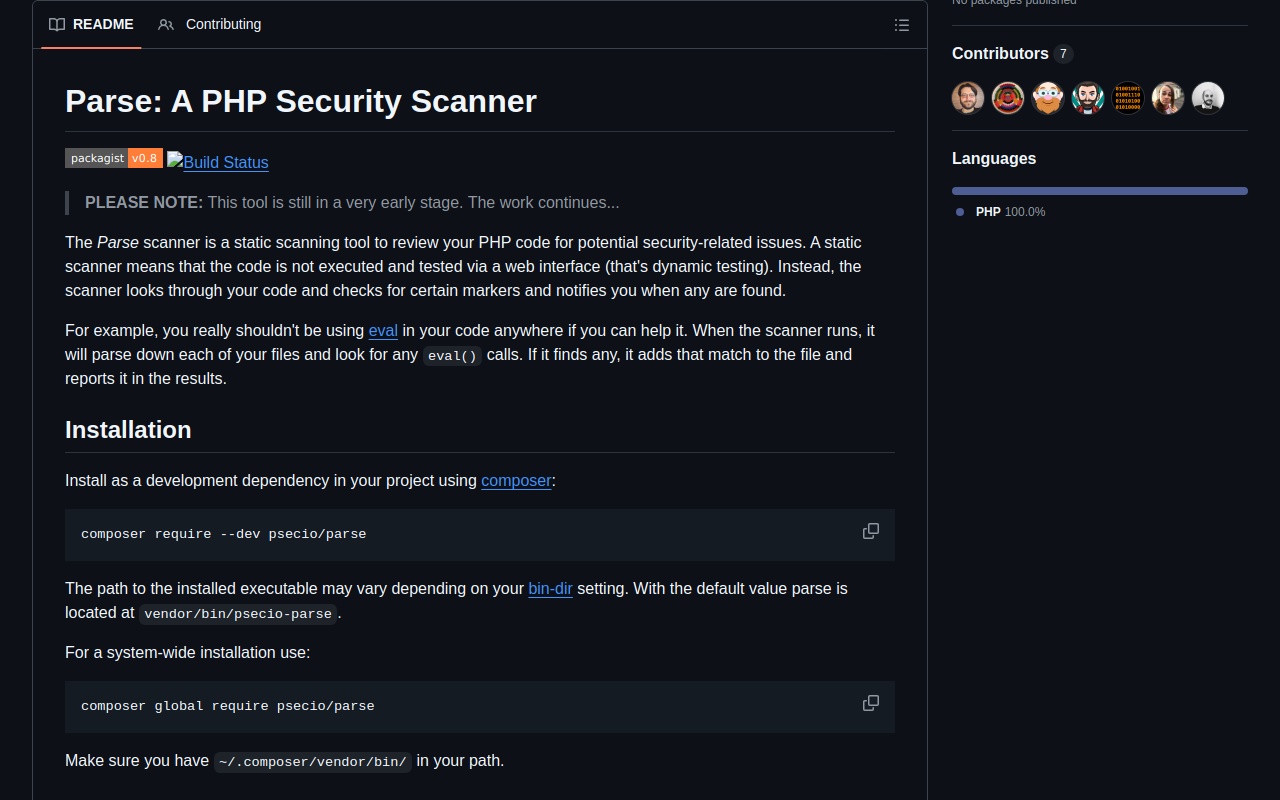 No packages published
README
Contributing
Contributors 7
Parse: A PHP Security Scanner
01001001
01001110
01010100
01010000
packagist v0.8 Build Status
Languages
PHP 100.0%
PLEASE NOTE: This tool is still in a very early stage. The work continues...
The Parse scanner is a static scanning tool to review your PHP code for potential security-related issues. A static
scanner means that the code is not executed and tested via a web interface (that's dynamic testing). Instead, the
scanner looks through your code and checks for certain markers and notifies you when any are found.
For example, you really shouldn't be using eval in your code anywhere if you can help it. When the scanner runs, it
will parse down each of your files and look for any eval() calls. If it finds any, it adds that match to the file and
reports it in the results.
Installation
Install as a development dependency in your project using composer:
composer require --dev psecio/parse
The path to the installed executable may vary depending on your bin-dir setting. With the default value parse is
located at vendor/bin/psecio-parse.
For a system-wide installation use:
composer global require psecio/parse
Make sure you have ~/.composer/vendor/bin/ in your path.